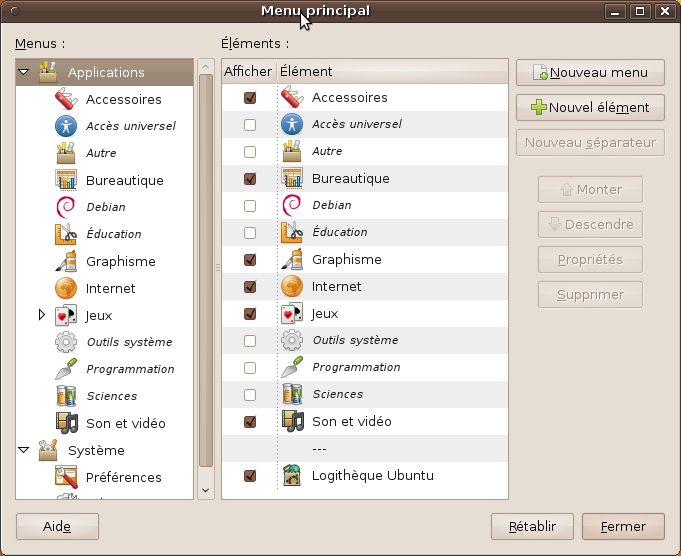 Menu principal
Menus :
Applications
Accessoires
Accès universel
Autre
Bureautique
Debian
Éducation
Graphisme
Internet
Jeux
Outils système
Programmation
Sciences
Son et vidéo
Système
Préférences
Éléments :
Afficher Élément
Accessoires
Accès universel
Autre
Bureautique
Debian
Éducation
Graphisme
Internet
Jeux
Outils système
Programmation
Sciences
Son et vidéo
---
Logithèque Ubuntu
Nouveau menu
Nouvel élément
Nouveau séparateur
Monter
Descendre
Propriétés
Supprimer
Aide
Rétablir
Fermer